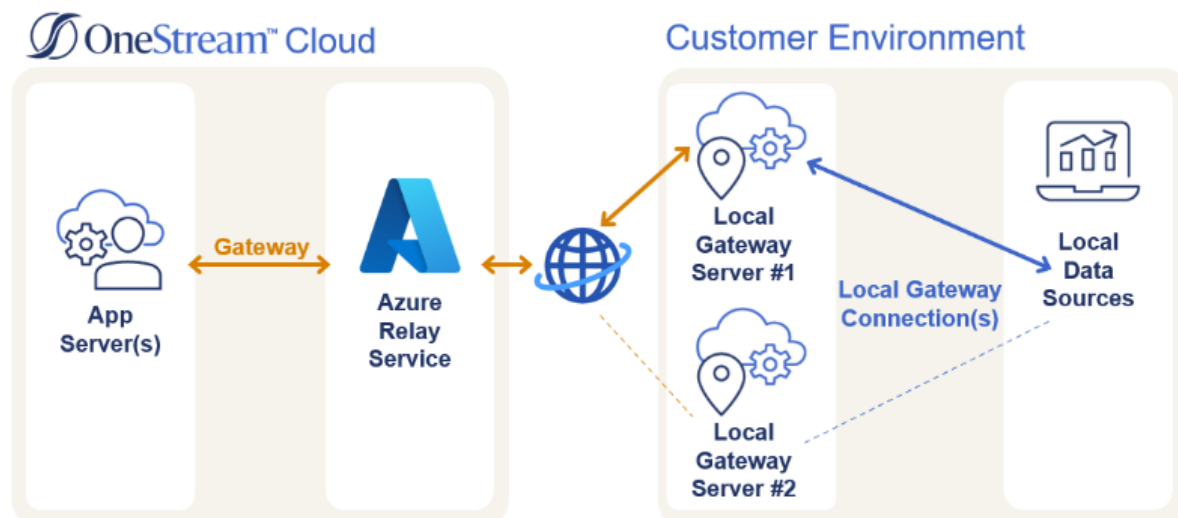 OneStream™ Cloud
Customer Environment
Gateway
App
Server(s)
Azure
Relay
Service
Local
Gateway
Server #1
Local Gateway
Connection(s)
Local
Data
Sources
Local
Gateway
Server #2